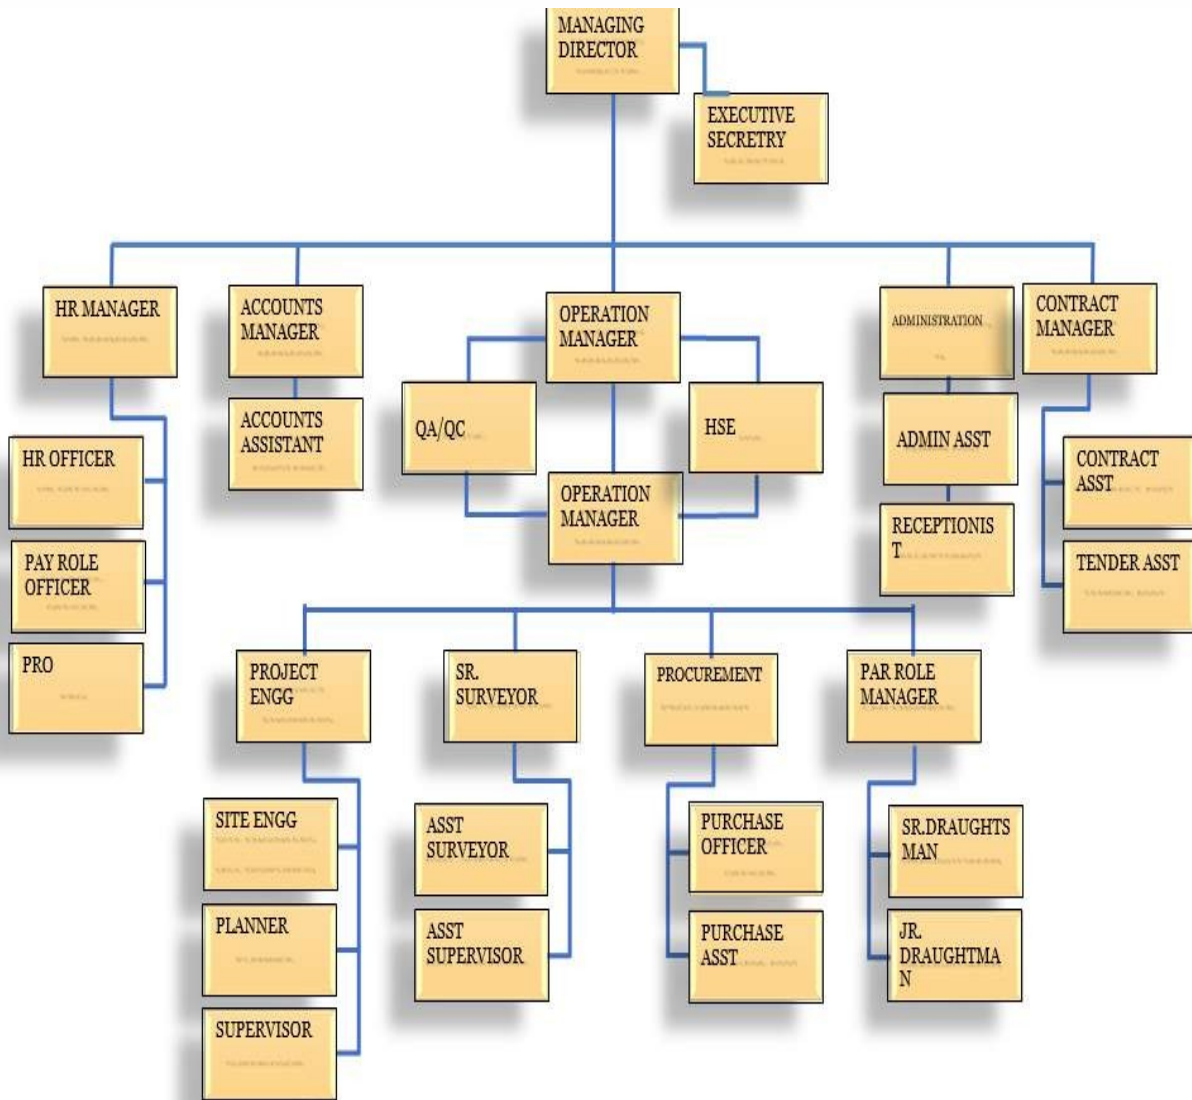 MANAGING
DIRECTOR
EXECUTIVE
SECRETRY
HR MANAGER
ACCOUNTS
MANAGER
OPERATION
MANAGER
ADMINISTRATION
CONTRACT
MANAGER
ACCOUNTS
ASSISTANT
QA/QC
HSE
ADMIN ASST
HR OFFICER
CONTRACT
ASST
OPERATION
MANAGER
RECEPTIONIS
T
PAY ROLE
OFFICER
TENDER ASST
PRO
PROJECT
ENGG
SR.
SURVEYOR
PROCUREMENT
PAR ROLE
MANAGER
SITE ENGG
ASST
SURVEYOR
PURCHASE
OFFICER
SR.DRAUGHTS
MAN
PLANNER
ASST
SUPERVISOR
PURCHASE
ASST
JR.
DRAUGHTMA
N
SUPERVISOR